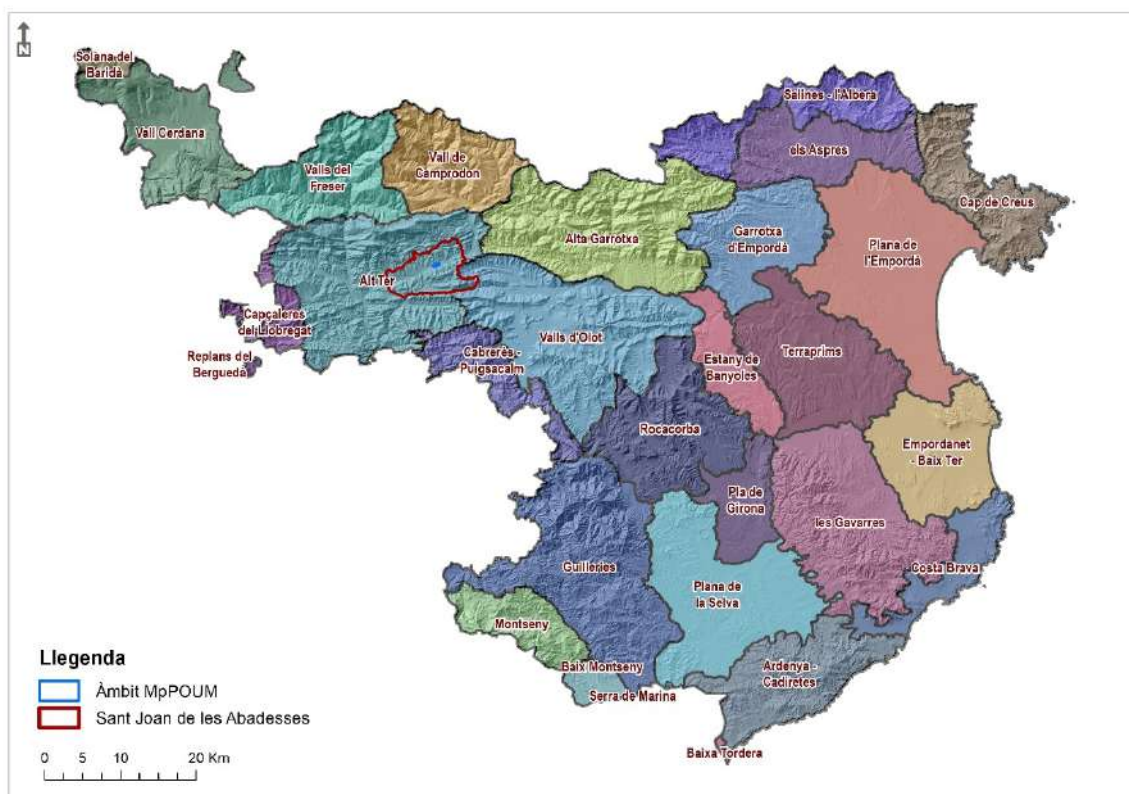 N
Solana del
Baridà
Vall Cerdana
Valls del
Freser
Vall de
Camprodon
Salines - l'Albera
els Aspres
Cap de Creus
Alta Garrotxa
Garrotxa
d'Empordà
Plana de
l'Empordà
Alt Ter
Capçaleres
del Llobregat
Replans del
Berguedà
Cabrerès -
Puigsacalm
Valls d'Olot
Estany de
Banyoles
Terraprims
Rocacorba
Empordanet
- Baix Ter
Pla de
Girona
les Gavarres
Guilleries
Costa Brava
Plana de
la Selva
Montseny
Baix Montseny
Ardenya -
Cadiretes
Serra de Marina
Baixa Tordera
Llegenda
Àmbit MpPOUM
Sant Joan de les Abadesses
0 5 10 20 Km